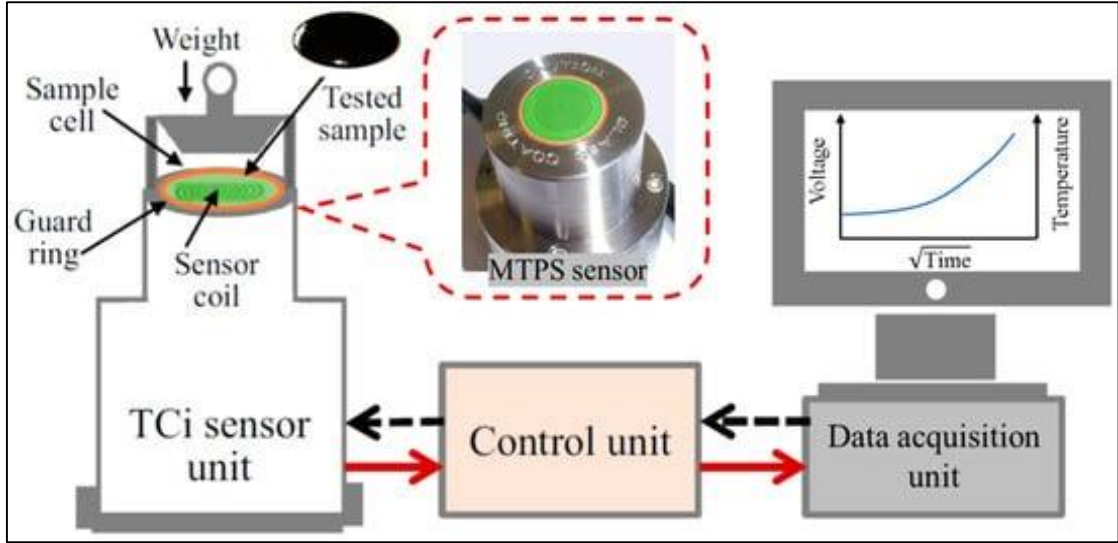 Weight
Sample
cell
Tested
sample
Guard
ring
Sensor
coil
MTPS sensor
Voltage
Temperature
√Time
TCi sensor
unit
Control unit
Data acquisition
unit